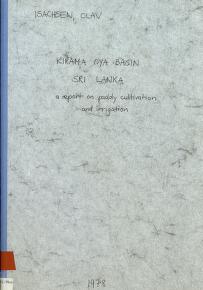 ISACHSEN, OLAV
KIRAMA OYA BASIN
SRI LANKA
a report on paddy cultivation
and irrigation
1978